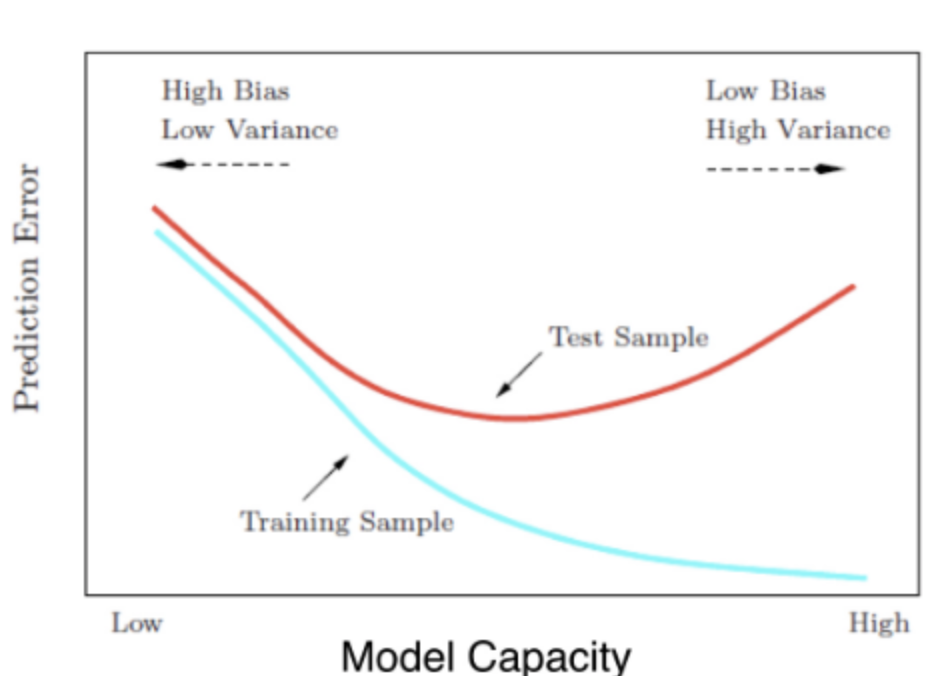 High Bias
Low Variance
Low Bias
High Variance
Prediction Error
Test Sample
Training Sample
Low
High
Model Capacity